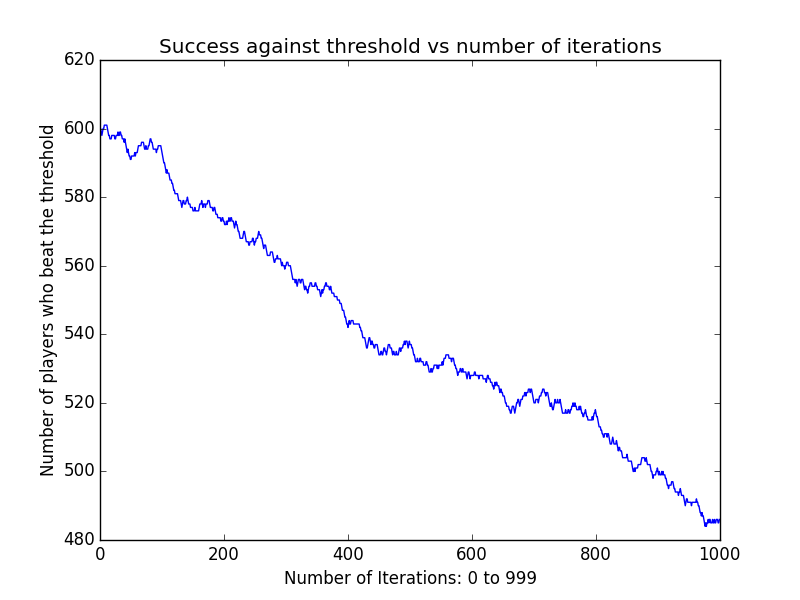 Success against threshold vs number of iterations
620
600
580
560
540
520
500
480
Number of players who beat the threshold
0 200 400 600 800 1000
Number of Iterations: 0 to 999